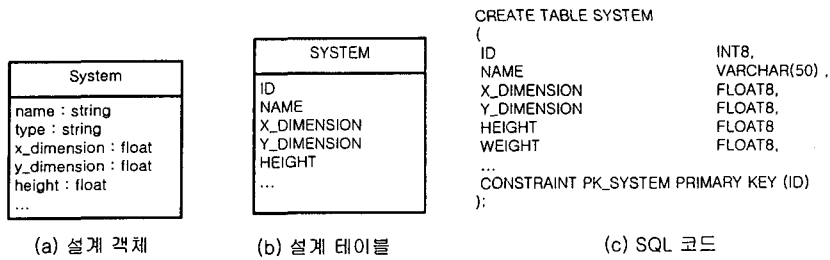 System
name : string
type : string
x_dimension : float
y_dimension : float
height : float
...
(a) 설계 객체
SYSTEM
ID
NAME
X_DIMENSION
Y_DIMENSION
HEIGHT
...
(b) 설계 테이블
CREATE TABLE SYSTEM
(
ID INT8,
NAME VARCHAR(50) ,
X_DIMENSION FLOAT8,
Y_DIMENSION FLOAT8,
HEIGHT FLOAT8
WEIGHT FLOAT8,
...
CONSTRAINT PK_SYSTEM PRIMARY KEY (ID)
);
(c) SQL 코드